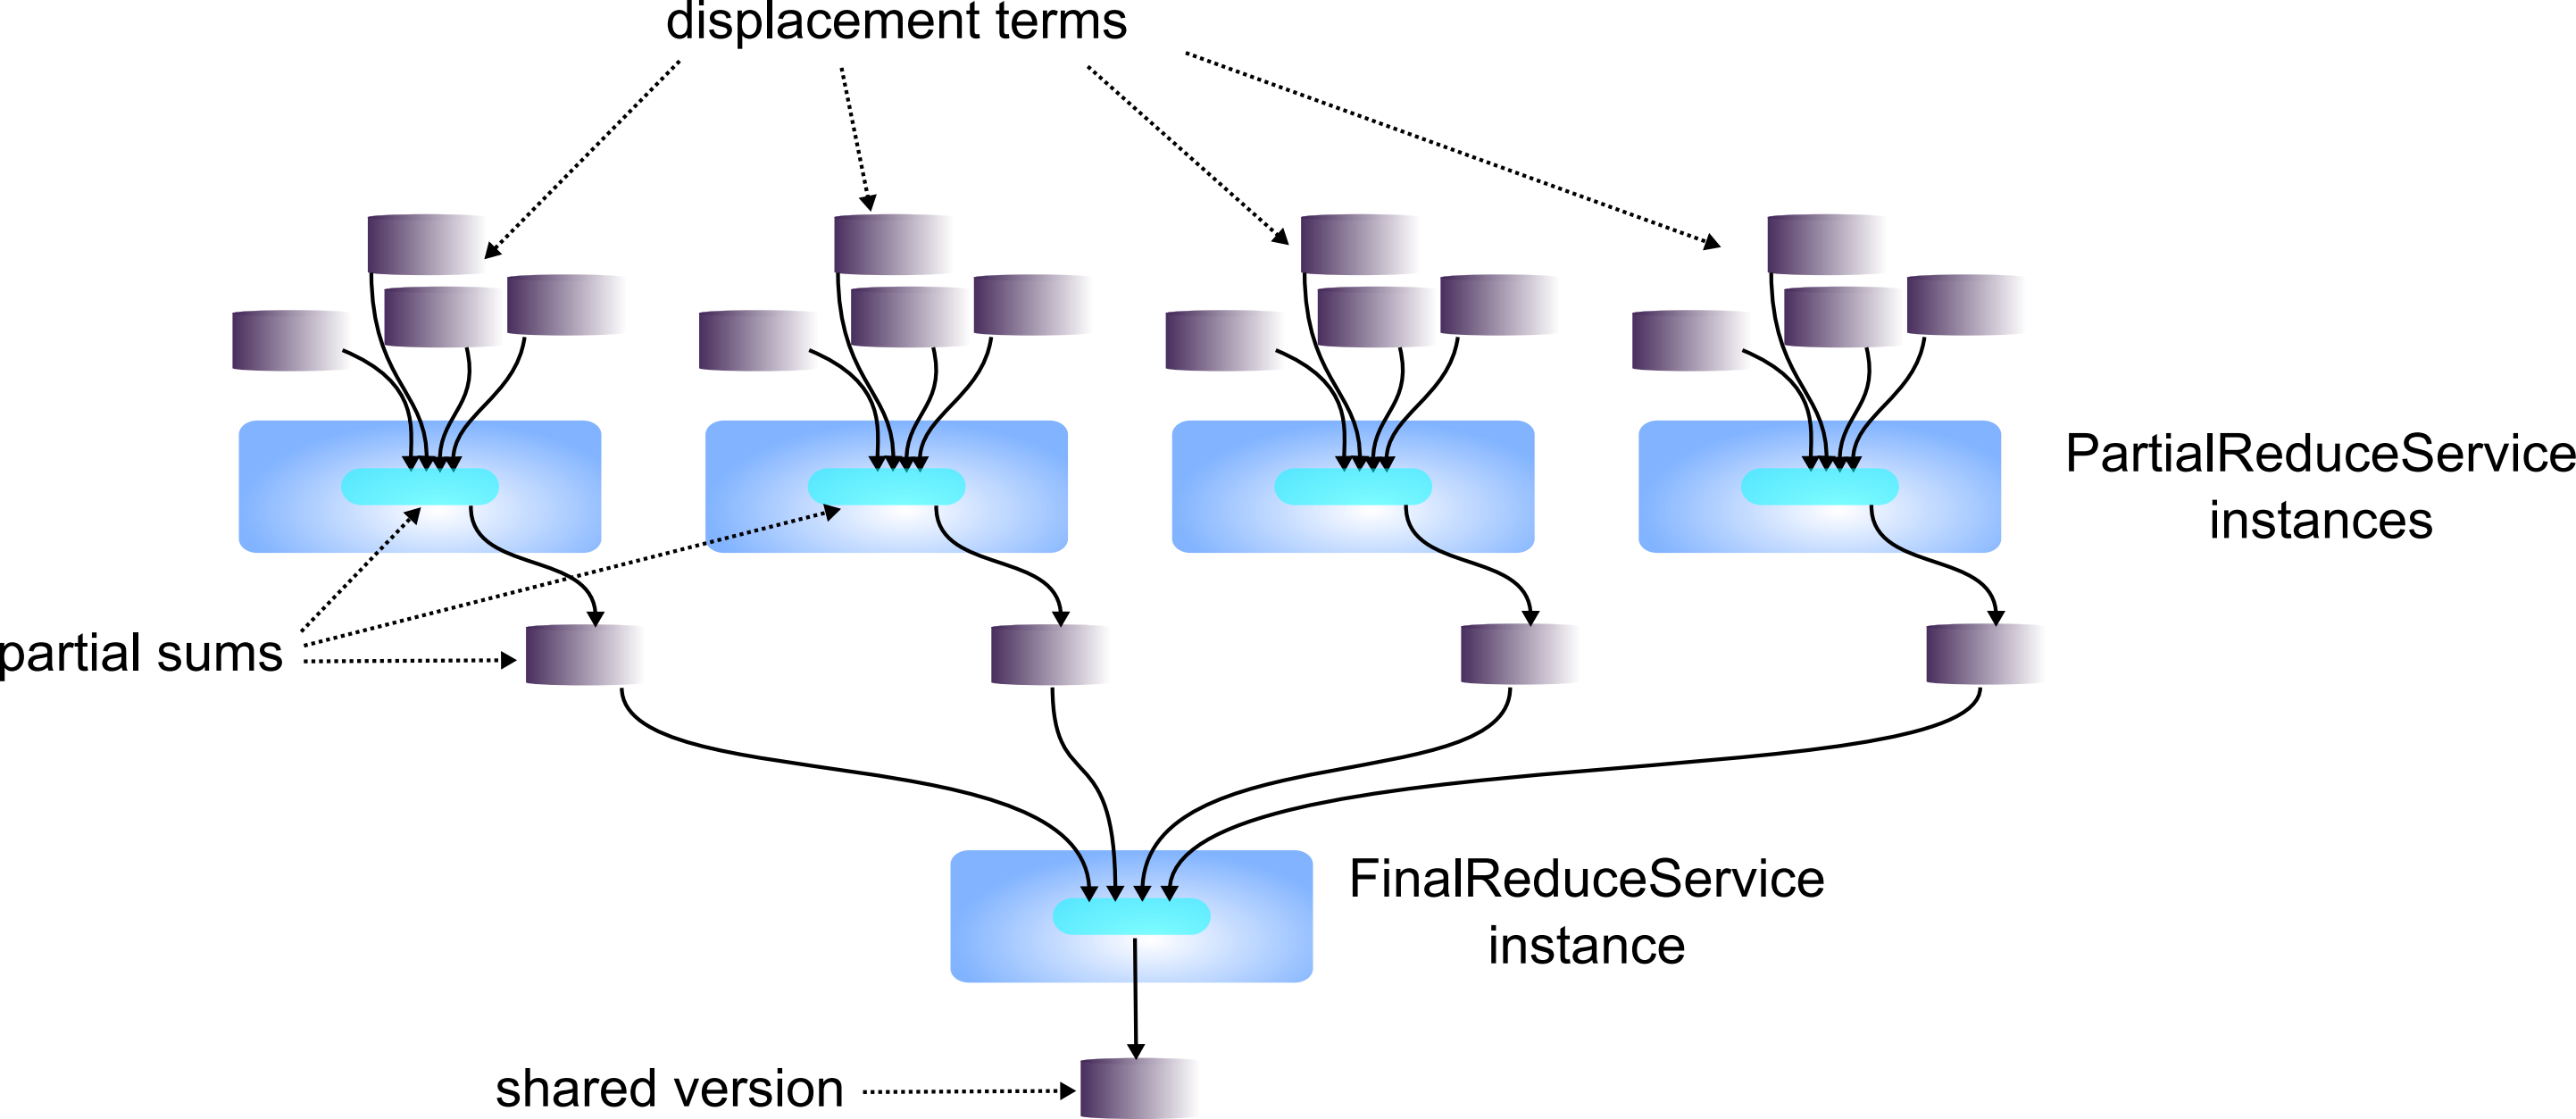 displacement terms
PartialReduceService
instances
partial sums
FinalReduceService
instance
shared version